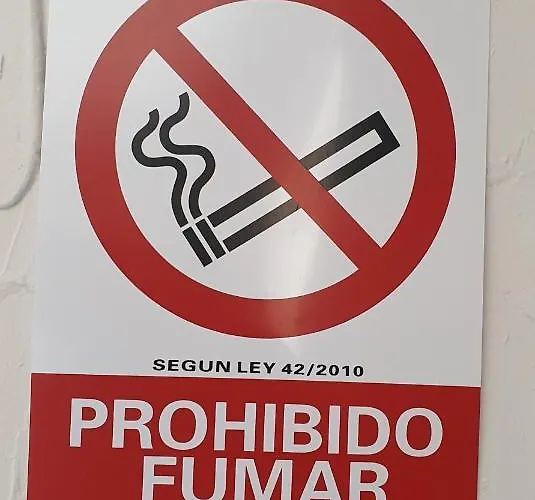 SEGUN LEY 42/2010
PROHIBIDO
FUMAR